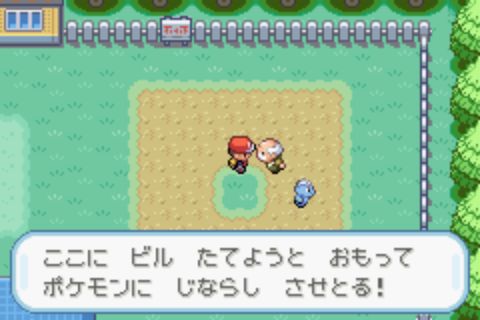 ここに　ビル　たてようと　おもって
ポケモンに　じならし　させとる！